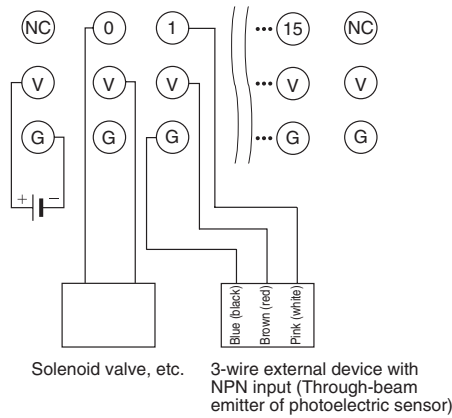 NC 0 1 ••• 15 NC
V V V ••• V V
G G G ••• G G
+ −
Blue (black)
Brown (red)
Pink (white)
Solenoid valve, etc.
3-wire external device with
NPN input (Through-beam
emitter of photoelectric sensor)